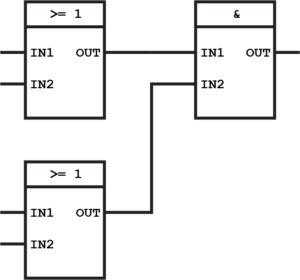 >= 1
IN1 OUT
IN2
&
IN1 OUT
IN2
>= 1
IN1 OUT
IN2